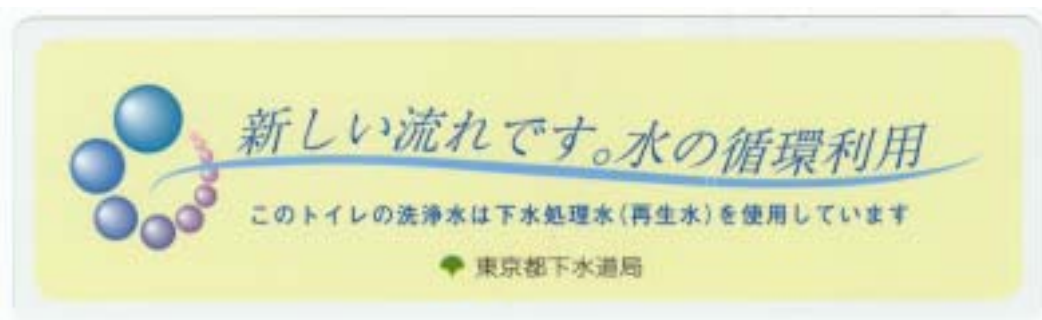 新しい流れです。水の循環利用
このトイレの洗浄水は下水処理水(再生水)を使用しています
東京都下水道局